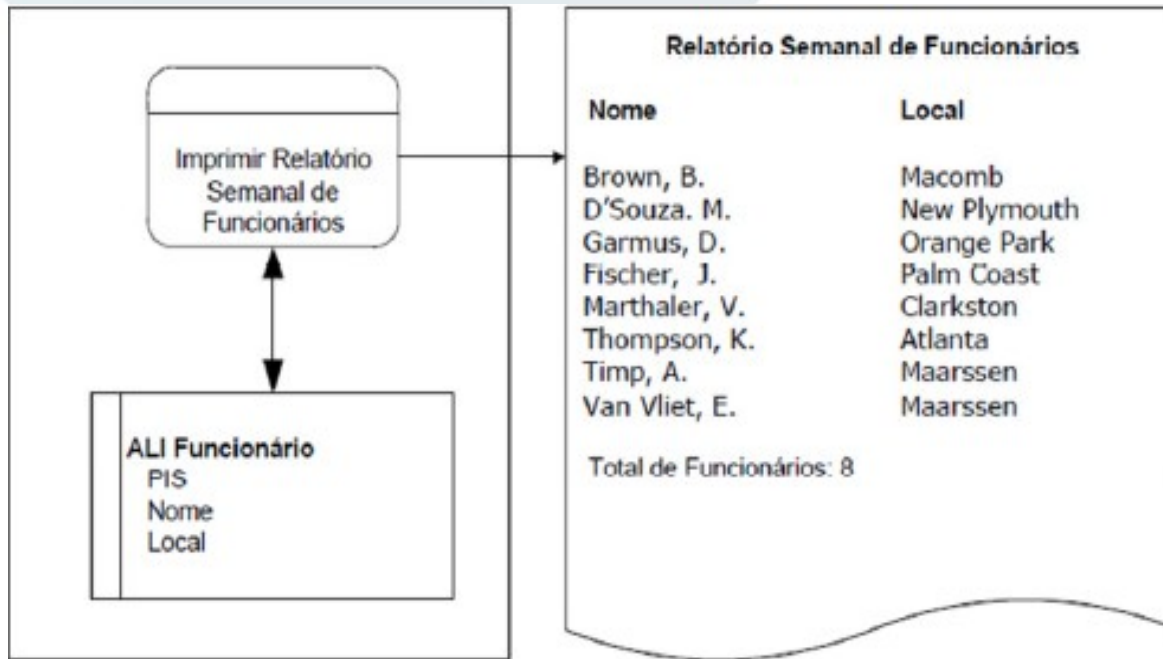 Imprimir Relatório
Semanal de
Funcionários
ALI Funcionário
PIS
Nome
Local
Relatório Semanal de Funcionários
Nome Local
Brown, B. Macomb
D'Souza. M. New Plymouth
Garmus, D. Orange Park
Fischer, J. Palm Coast
Marthaler, V. Clarkston
Thompson, K. Atlanta
Timp, A. Maarssen
Van Vliet, E. Maarssen
Total de Funcionários: 8